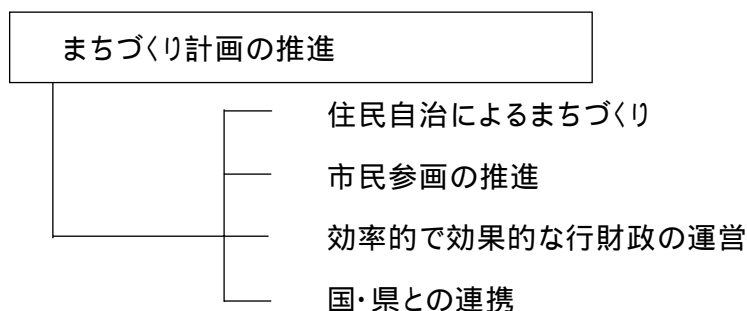 まちづくり計画の推進
住民自治によるまちづくり
市民参画の推進
効率的で効果的な行財政の運営
国・県との連携